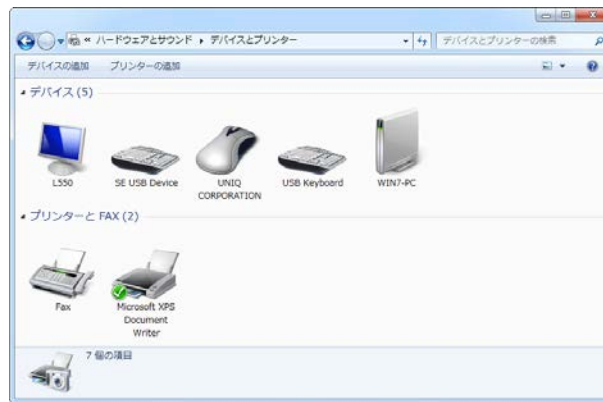 « ハードウェアとサウンド ▸ デバイスとプリンター
デバイスとプリンターの検索
デバイスの追加 プリンターの追加
デバイス (5)
L550
SE USB Device
UNIQ
CORPORATION
USB Keyboard
WIN7-PC
プリンターと FAX (2)
Fax
Microsoft XPS
Document
Writer
7 個の項目